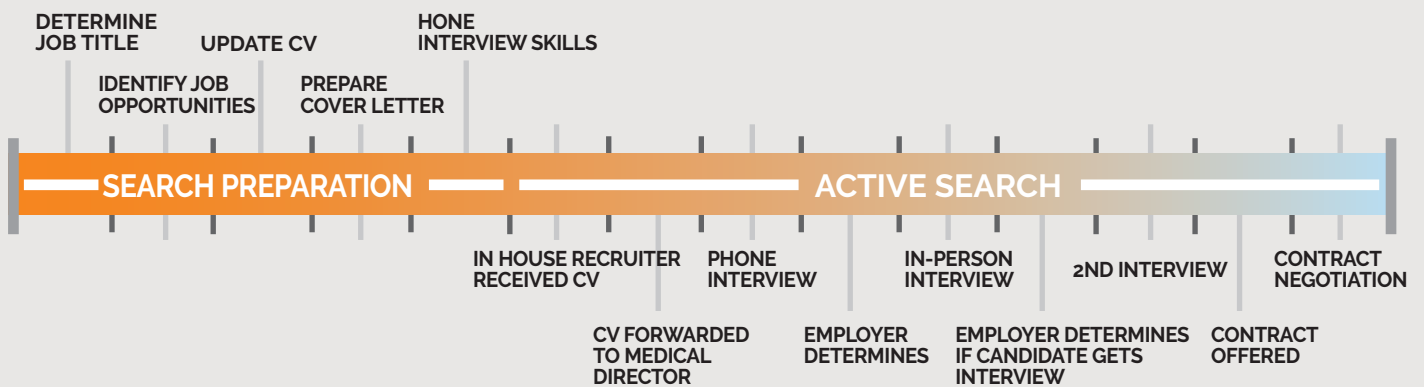 DETERMINE
JOB TITLE
IDENTIFY JOB
OPPORTUNITIES
UPDATE CV
PREPARE
COVER LETTER
HONE
INTERVIEW SKILLS
SEARCH PREPARATION
ACTIVE SEARCH
IN HOUSE RECRUITER
RECEIVED CV
CV FORWARDED
TO MEDICAL
DIRECTOR
PHONE
INTERVIEW
EMPLOYER
DETERMINES
IN-PERSON
INTERVIEW
EMPLOYER DETERMINES
IF CANDIDATE GETS
INTERVIEW
2ND INTERVIEW
CONTRACT
OFFERED
CONTRACT
NEGOTIATION